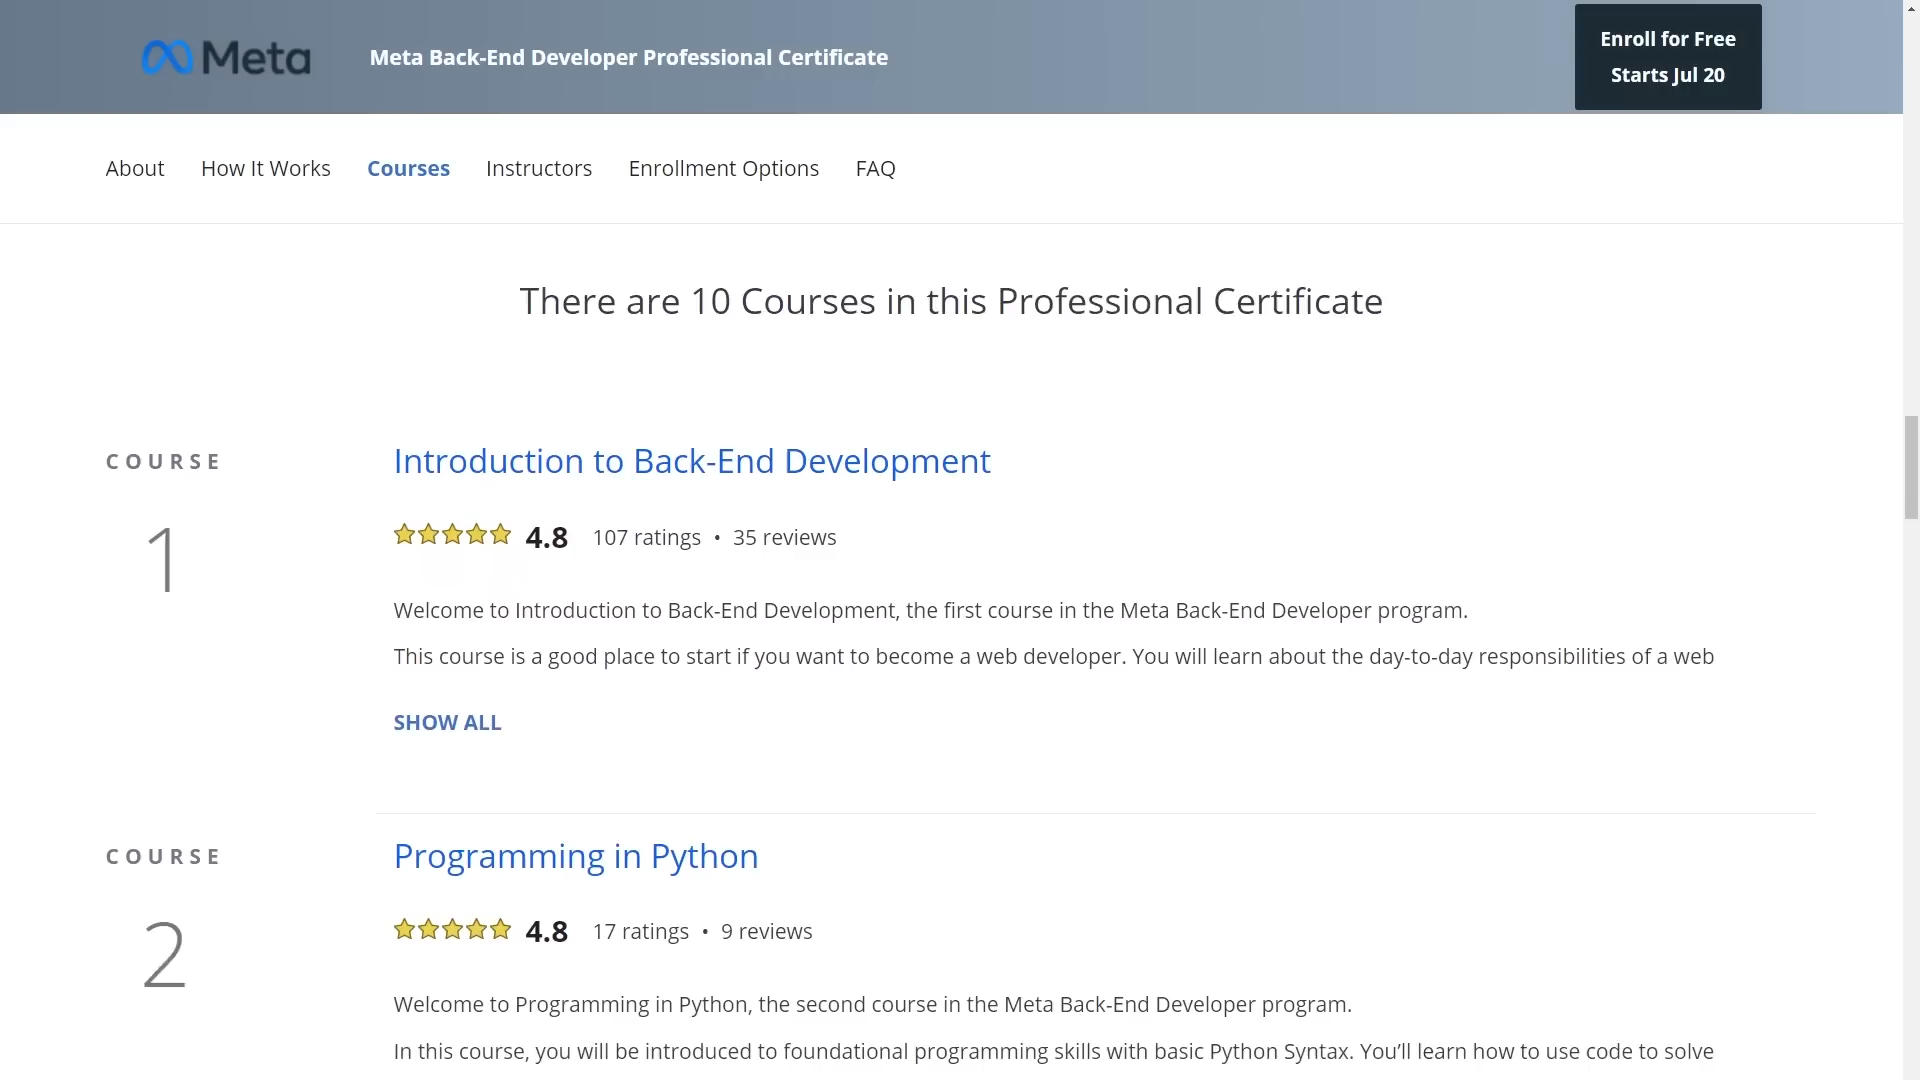 Meta
Meta Back-End Developer Professional Certificate
Enroll for Free
Starts Jul 20
About How It Works Courses Instructors Enrollment Options FAQ
There are 10 Courses in this Professional Certificate
COURSE
1
Introduction to Back-End Development
4.8 107 ratings • 35 reviews
Welcome to Introduction to Back-End Development, the first course in the Meta Back-End Developer program.
This course is a good place to start if you want to become a web developer. You will learn about the day-to-day responsibilities of a web
SHOW ALL
COURSE
2
Programming in Python
4.8 17 ratings • 9 reviews
Welcome to Programming in Python, the second course in the Meta Back-End Developer program.
In this course, you will be introduced to foundational programming skills with basic Python Syntax. You’ll learn how to use code to solve